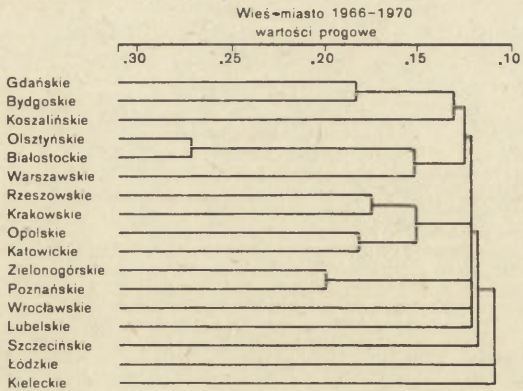 Wieś-miasto 1966–1970
wartości progowe
.30 .25 .20 .15 .10
Gdańskie
Bydgoskie
Koszalińskie
Olsztyńskie
Białostockie
Warszawskie
Rzeszowskie
Krakowskie
Opolskie
Katowickie
Zielonogórskie
Poznańskie
Wrocławskie
Lubelskie
Szczecińskie
Łódzkie
Kieleckie